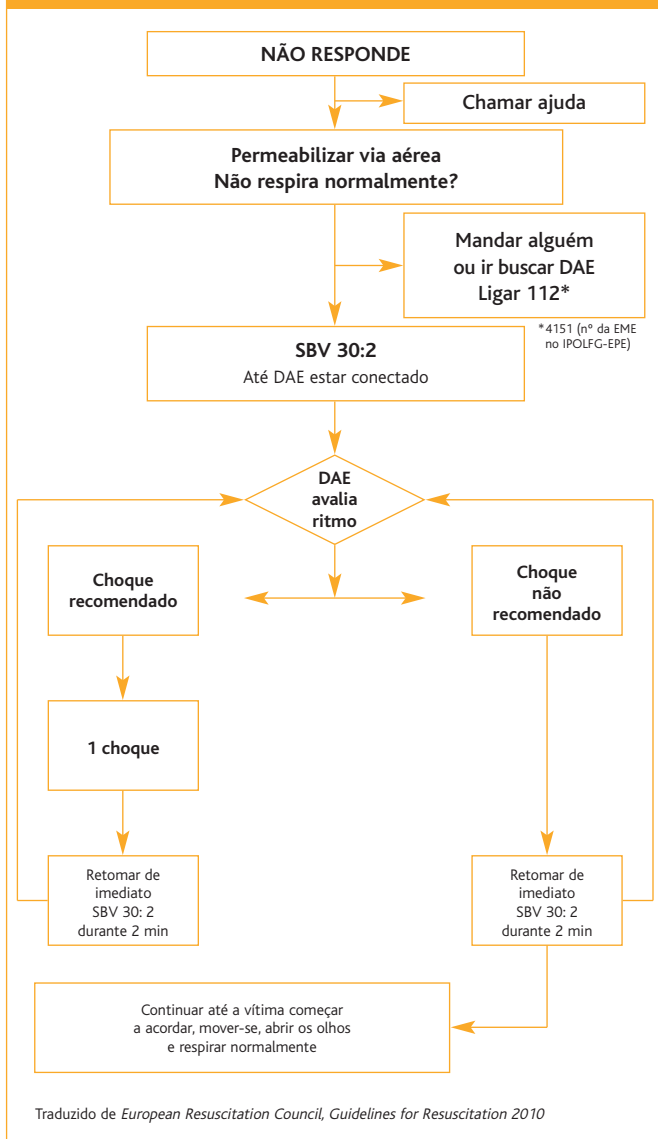 NÃO RESPONDE
Chamar ajuda
Permeabilizar via aérea
Não respira normalmente?
Mandar alguém
ou ir buscar DAE
Ligar 112*
*4151 (nº da EME
no IPOLFG-EPE)
SBV 30:2
Até DAE estar conectado
DAE
avalia
ritmo
Choque
recomendado
Choque
não
recomendado
1 choque
Retomar de
imediato
SBV 30: 2
durante 2 min
Retomar de
imediato
SBV 30: 2
durante 2 min
Continuar até a vítima começar
a acordar, mover-se, abrir os olhos
e respirar normalmente
Traduzido de European Resuscitation Council, Guidelines for Resuscitation 2010